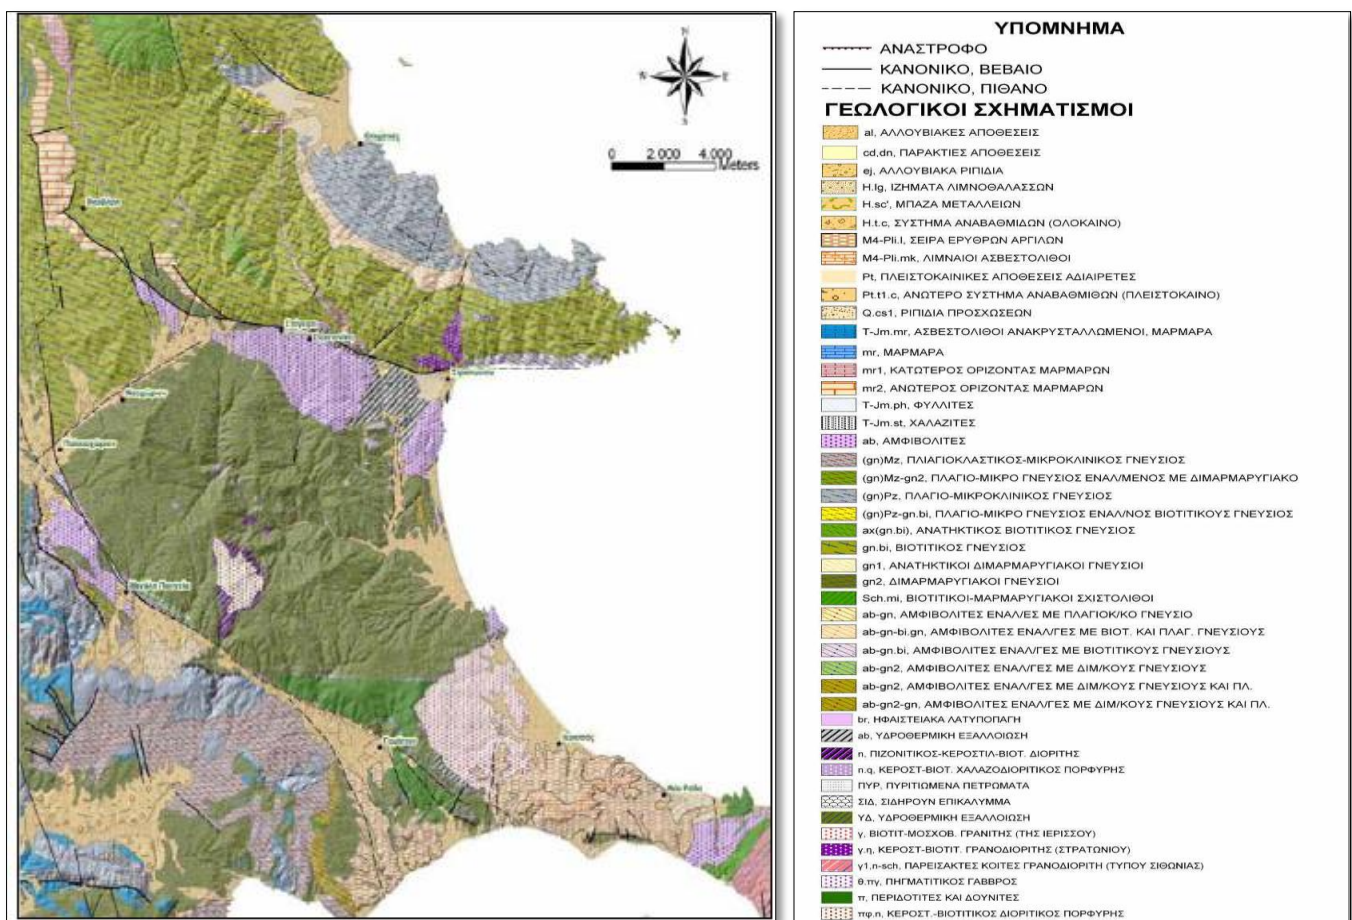 N
E
S
0 2.000 4.000
Meters
ΥΠΟΜΝΗΜΑ
ΑΝΑΣΤΡΟΦΟ
ΚΑΝΟΝΙΚΟ, ΒΕΒΑΙΟ
ΚΑΝΟΝΙΚΟ, ΠΙΘΑΝΟ
ΓΕΩΛΟΓΙΚΟΙ ΣΧΗΜΑΤΙΣΜΟΙ
al, ΑΛΛΟΥΒΙΑΚΕΣ ΑΠΟΘΕΣΕΙΣ
cd,dn, ΠΑΡΑΚΤΙΕΣ ΑΠΟΘΕΣΕΙΣ
ej, ΑΛΛΟΥΒΙΑΚΑ ΡΙΠΙΔΙΑ
H.lg, ΙΖΗΜΑΤΑ ΛΙΜΝΟΘΑΛΑΣΣΩΝ
H.sc', ΜΠΑΖΑ ΜΕΤΑΛΛΕΙΩΝ
H.t.c, ΣΥΣΤΗΜΑ ΑΝΑΒΑΘΜΙΔΩΝ (ΟΛΟΚΑΙΝΟ)
M4-Pli.l, ΣΕΙΡΑ ΕΡΥΘΡΩΝ ΑΡΓΙΛΩΝ
M4-Pli.mk, ΛΙΜΝΑΙΟΙ ΑΣΒΕΣΤΟΛΙΘΟΙ
Pt, ΠΛΕΙΣΤΟΚΑΙΝΙΚΕΣ ΑΠΟΘΕΣΕΙΣ ΑΔΙΑΙΡΕΤΕΣ
Pt.t1.c, ΑΝΩΤΕΡΟ ΣΥΣΤΗΜΑ ΑΝΑΒΑΘΜΙΘΩΝ (ΠΛΕΙΣΤΟΚΑΙΝΟ)
Q.cs1, ΡΙΠΙΔΙΑ ΠΡΟΣΧΩΣΕΩΝ
T-Jm.mr, ΑΣΒΕΣΤΟΛΙΘΟΙ ΑΝΑΚΡΥΣΤΑΛΛΩΜΕΝΟΙ, ΜΑΡΜΑΡΑ
mr, ΜΑΡΜΑΡΑ
mr1, ΚΑΤΩΤΕΡΟΣ ΟΡΙΖΟΝΤΑΣ ΜΑΡΜΑΡΩΝ
mr2, ΑΝΩΤΕΡΟΣ ΟΡΙΖΟΝΤΑΣ ΜΑΡΜΑΡΩΝ
T-Jm.ph, ΦΥΛΛΙΤΕΣ
T-Jm.st, ΧΑΛΑΖΙΤΕΣ
ab, ΑΜΦΙΒΟΛΙΤΕΣ
(gn)Mz, ΠΛΙΑΓΙΟΚΛΑΣΤΙΚΟΣ-ΜΙΚΡΟΚΛΙΝΙΚΟΣ ΓΝΕΥΣΙΟΣ
(gn)Mz-gn2, ΠΛΑΓΙΟ-ΜΙΚΡΟ ΓΝΕΥΣΙΟΣ ΕΝΑΛ/ΜΕΝΟΣ ΜΕ ΔΙΜΑΡΜΑΡΥΓΙΑΚΟ
(gn)Pz, ΠΛΑΓΙΟ-ΜΙΚΡΟΚΛΙΝΙΚΟΣ ΓΝΕΥΣΙΟΣ
(gn)Pz-gn.bi, ΠΛΑΓΙΟ-ΜΙΚΡΟ ΓΝΕΥΣΙΟΣ ΕΝΑΛ/ΝΟΣ ΒΙΟΤΙΤΙΚΟΥΣ ΓΝΕΥΣΙΟΥΣ
ax(gn.bi), ΑΝΑΤΗΚΤΙΚΟΣ ΒΙΟΤΙΤΙΚΟΣ ΓΝΕΥΣΙΟΣ
gn.bi, ΒΙΟΤΙΤΙΚΟΣ ΓΝΕΥΣΙΟΣ
gn1, ΑΝΑΤΗΚΤΙΚΟΙ ΔΙΜΑΡΜΑΡΥΓΙΑΚΟΙ ΓΝΕΥΣΙΟΙ
gn2, ΔΙΜΑΡΜΑΡΥΓΙΑΚΟΙ ΓΝΕΥΣΙΟΙ
Sch.mi, ΒΙΟΤΙΤΙΚΟΙ-ΜΑΡΜΑΡΥΓΙΑΚΟΙ ΣΧΙΣΤΟΛΙΘΟΙ
ab-gn, ΑΜΦΙΒΟΛΙΤΕΣ ΕΝΑΛ/ΕΣ ΜΕ ΠΛΑΓΙΟΚ/ΚΟ ΓΝΕΥΣΙΟ
ab-gn-bi.gn, ΑΜΦΙΒΟΛΙΤΕΣ ΕΝΑΛ/ΓΕΣ ΜΕ ΒΙΟΤ. ΚΑΙ ΠΛΑΓ. ΓΝΕΥΣΙΟΥΣ
ab-gn.bi, ΑΜΦΙΒΟΛΙΤΕΣ ΕΝΑΛ/ΓΕΣ ΜΕ ΒΙΟΤΙΤΙΚΟΥΣ ΓΝΕΥΣΙΟΥΣ
ab-gn2, ΑΜΦΙΒΟΛΙΤΕΣ ΕΝΑΛ/ΓΕΣ ΜΕ ΔΙΜ/ΚΟΥΣ ΓΝΕΥΣΙΟΥΣ
ab-gn2, ΑΜΦΙΒΟΛΙΤΕΣ ΕΝΑΛ/ΓΕΣ ΜΕ ΔΙΜ/ΚΟΥΣ ΓΝΕΥΣΙΟΥΣ ΚΑΙ ΠΛ.
ab-gn2-gn, ΑΜΦΙΒΟΛΙΤΕΣ ΕΝΑΛ/ΓΕΣ ΜΕ ΔΙΜ/ΚΟΥΣ ΓΝΕΥΣΙΟΥΣ ΚΑΙ ΠΛ.
br, ΗΦΑΙΣΤΕΙΑΚΑ ΛΑΤΥΠΟΠΑΓΗ
ab, ΥΔΡΟΘΕΡΜΙΚΗ ΕΞΑΛΛΟΙΩΣΗ
n. ΠΙΖΟΝΙΤΙΚΟΣ-ΚΕΡΟΣΤΙΛ-ΒΙΟΤ. ΔΙΟΡΙΤΗΣ
n.q, ΚΕΡΟΣΤ-ΒΙΟΤ. ΧΑΛΑΖΟΔΙΟΡΙΤΙΚΟΣ ΠΟΡΦΥΡΗΣ
ΠΥΡ, ΠΥΡΙΤΙΩΜΕΝΑ ΠΕΤΡΩΜΑΤΑ
ΣΙΔ, ΣΙΔΗΡΟΥΝ ΕΠΙΚΑΛΥΜΜΑ
ΥΔ, ΥΔΡΟΘΕΡΜΙΚΗ ΕΞΑΛΛΟΙΩΣΗ
γ, ΒΙΟΤΙΤ-ΜΟΣΧΟΒ. ΓΡΑΝΙΤΗΣ (ΤΗΣ ΙΕΡΙΣΣΟΥ)
γ.η, ΚΕΡΟΣΤ-ΒΙΟΤΙΤ. ΓΡΑΝΟΔΙΟΡΙΤΗΣ (ΣΤΡΑΤΩΝΙΟΥ)
γ1,n-sch, ΠΑΡΕΙΣΑΚΤΕΣ ΚΟΙΤΕΣ ΓΡΑΝΟΔΙΟΡΙΤΗ (ΤΥΠΟΥ ΣΙΘΩΝΙΑΣ)
θ.πγ, ΠΗΓΜΑΤΙΤΙΚΟΣ ΓΑΒΒΡΟΣ
π, ΠΕΡΙΔΟΤΙΤΕΣ ΚΑΙ ΔΟΥΝΙΤΕΣ
πφ.n, ΚΕΡΟΣΤ.-ΒΙΟΤΙΤΙΚΟΣ ΔΙΟΡΙΤΙΚΟΣ ΠΟΡΦΥΡΗΣ